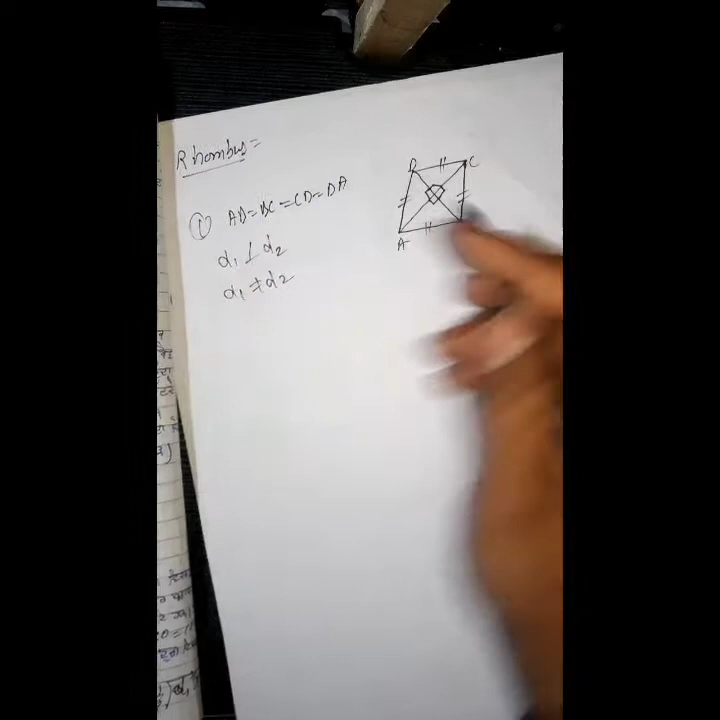 Rhombus =
① AB=BC=CD=DA
d₁ ⊥ d₂
d₁ ≠ d₂
D C
A